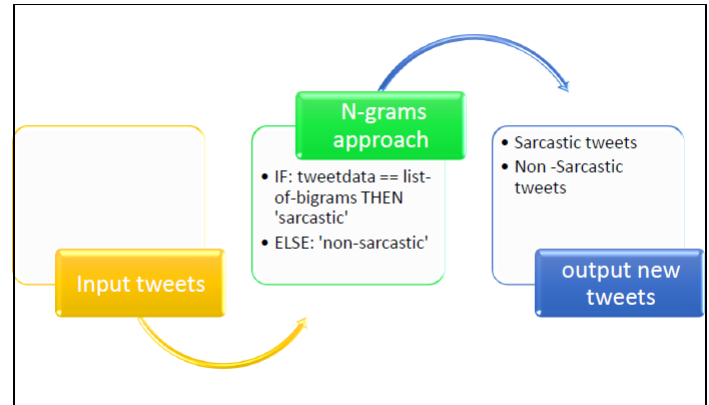 Input tweets
N-grams
approach
• IF: tweetdata == list-
of-bigrams THEN
'sarcastic'
• ELSE: 'non-sarcastic'
• Sarcastic tweets
• Non -Sarcastic
tweets
output new
tweets